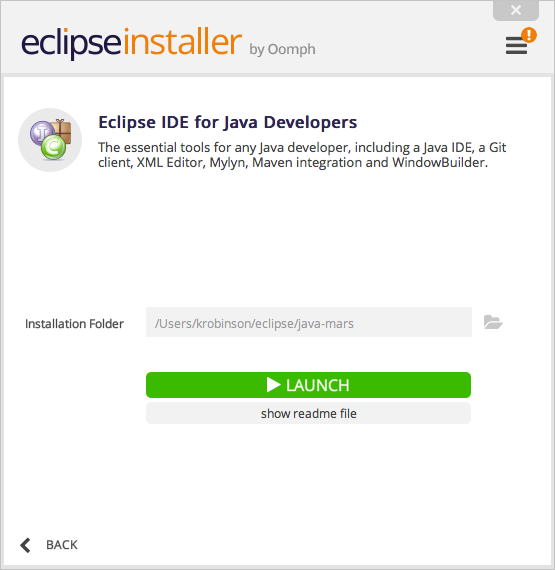 eclipseinstaller by Oomph
!
Eclipse IDE for Java Developers
The essential tools for any Java developer, including a Java IDE, a Git
client, XML Editor, Mylyn, Maven integration and WindowBuilder.
J
C
Installation Folder /Users/krobinson/eclipse/java-mars
LAUNCH
show readme file
BACK